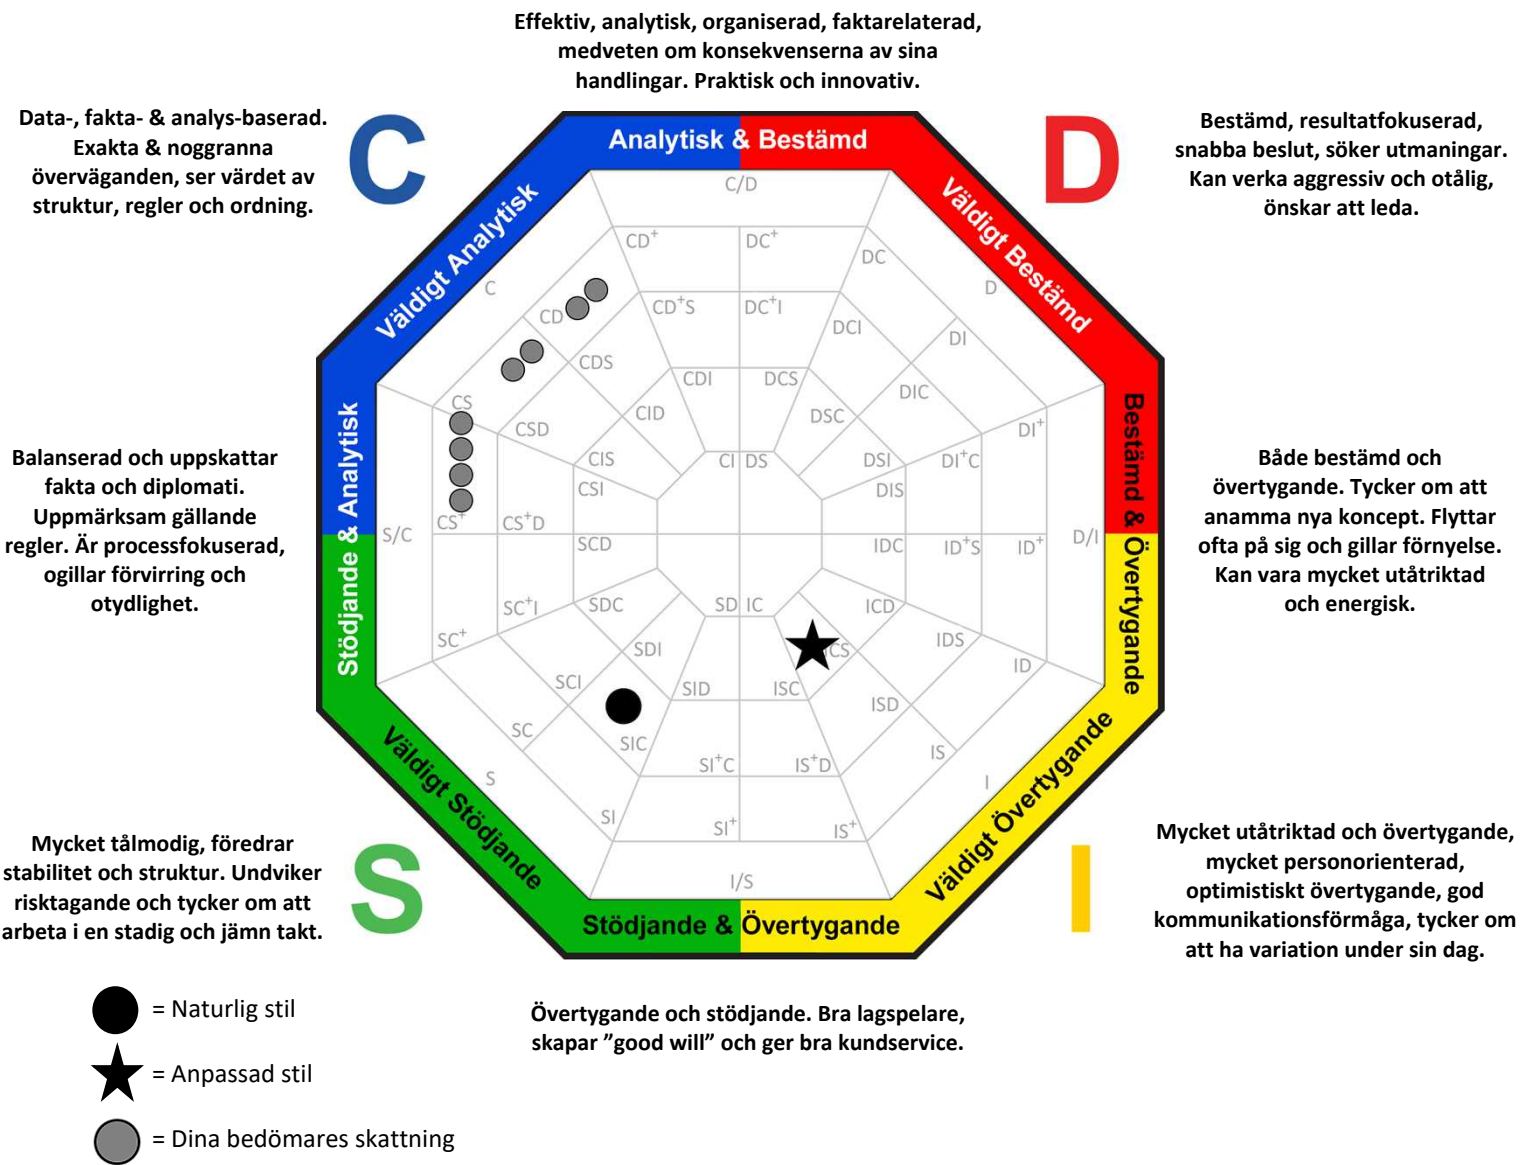 Effektiv, analytisk, organiserad, faktarelaterad,
medveten om konsekvenserna av sina
handlingar. Praktisk och innovativ.
Data-, fakta- & analys-baserad.
Exakta & noggranna
överväganden, ser värdet av
struktur, regler och ordning.
C
D
Bestämd, resultatfokuserad,
snabba beslut, söker utmaningar.
Kan verka aggressiv och otålig,
önskar att leda.
Analytisk & Bestämd
Väldigt Analytisk
Väldigt Bestämd
C/D
CD+
DC+
DC
C
D
CD
CD+S
DC+I
DCI
DI
CDS
CDI
DCS
DIC
CS
CID
DSC
CSD
DI+
CIS
CI
DS
DSI
DI+C
CSI
DIS
CS+
CS+D
S/C
SCD
IDC
ID+S
ID+
D/I
SC+I
SDC
SD
IC
ICD
SC+
SDI
CS
IDS
ID
SCI
SID
ISC
ISD
SC
SIC
IS
S
SI+C
IS+D
I
SI
SI+
IS+
I/S
Stödjande & Analytisk
Bestämd & Övertygande
Balanserad och uppskattar
fakta och diplomati.
Uppmärksam gällande
regler. Är processfokuserad,
ogillar förvirring och
otydlighet.
Både bestämd och
övertygande. Tycker om att
anamma nya koncept. Flyttar
ofta på sig och gillar förnyelse.
Kan vara mycket utåtriktad
och energisk.
Väldigt Stödjande
Väldigt Övertygande
Stödjande & Övertygande
Mycket tålmodig, föredrar
stabilitet och struktur. Undviker
risktagande och tycker om att
arbeta i en stadig och jämn takt.
S
I
Mycket utåtriktad och övertygande,
mycket personorienterad,
optimistiskt övertygande, god
kommunikationsförmåga, tycker om
att ha variation under sin dag.
Övertygande och stödjande. Bra lagspelare,
skapar ”good will” och ger bra kundservice.
= Naturlig stil
= Anpassad stil
= Dina bedömares skattning